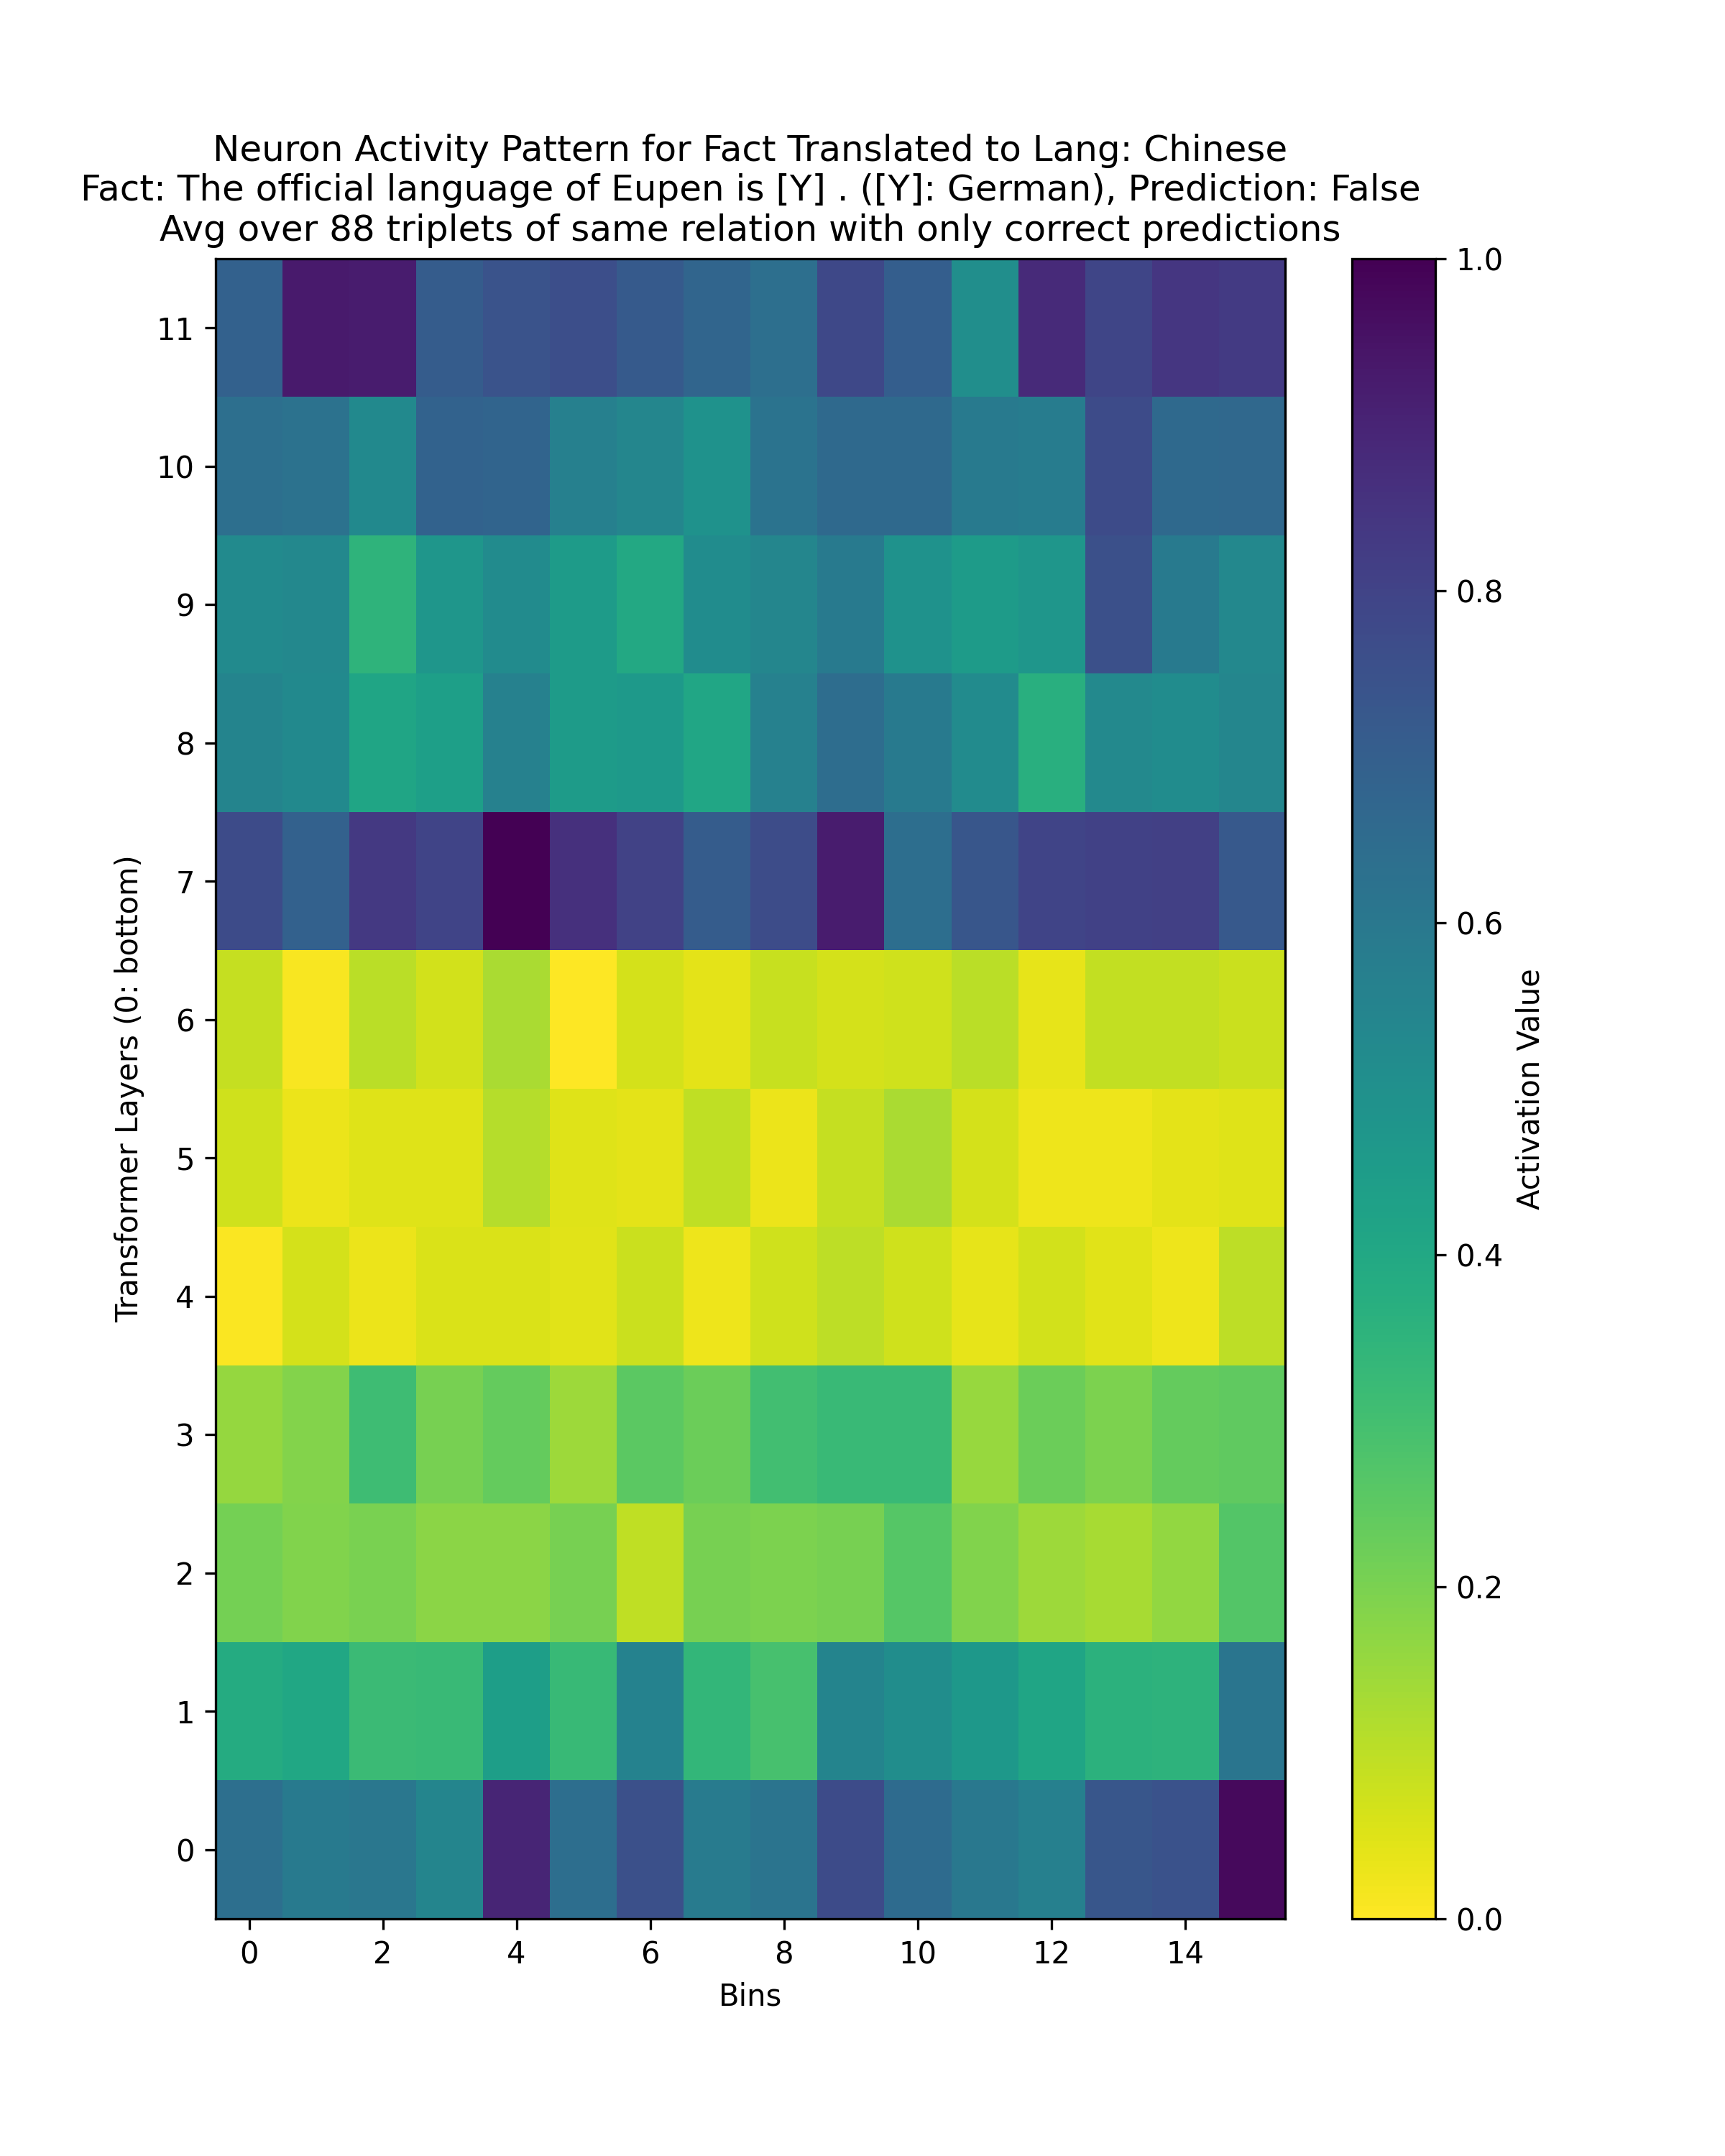 Neuron Activity Pattern for Fact Translated to Lang: Chinese
Fact: The official language of Eupen is [Y] . ([Y]: German), Prediction: False
Avg over 88 triplets of same relation with only correct predictions
11
10
9
8
7
6
5
4
3
2
1
0
Transformer Layers (0: bottom)
0 2 4 6 8 10 12 14
Bins
1.0
0.8
0.6
0.4
0.2
0.0
Activation Value